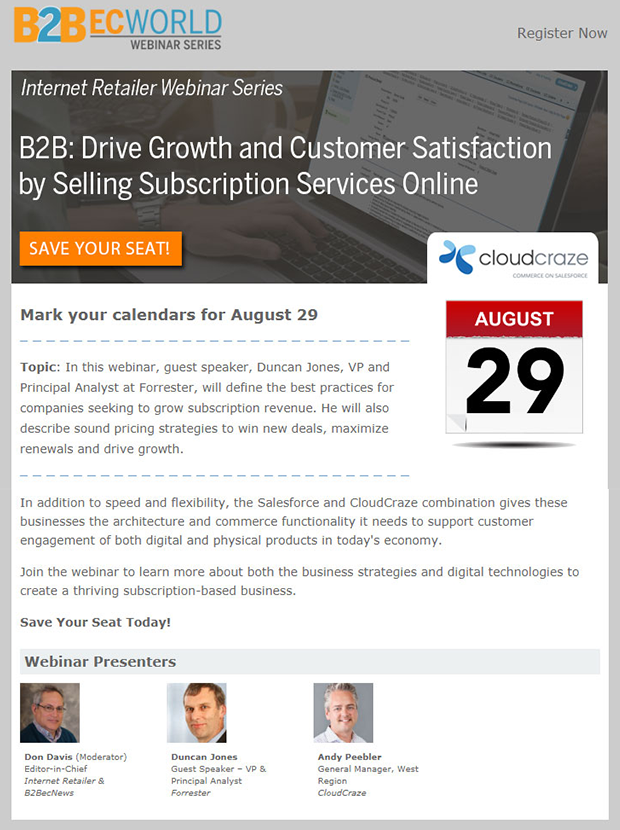 B2BECWORLD
WEBINAR SERIES
Register Now
Internet Retailer Webinar Series
B2B: Drive Growth and Customer Satisfaction
by Selling Subscription Services Online
SAVE YOUR SEAT!
cloudcraze
COMMERCE ON SALESFORCE
Mark your calendars for August 29
AUGUST
29
Topic: In this webinar, guest speaker, Duncan Jones, VP and
Principal Analyst at Forrester, will define the best practices for
companies seeking to grow subscription revenue. He will also
describe sound pricing strategies to win new deals, maximize
renewals and drive growth.
In addition to speed and flexibility, the Salesforce and CloudCraze combination gives these
businesses the architecture and commerce functionality it needs to support customer
engagement of both digital and physical products in today's economy.
Join the webinar to learn more about both the business strategies and digital technologies to
create a thriving subscription-based business.
Save Your Seat Today!
Webinar Presenters
Don Davis (Moderator)
Editor-in-Chief
Internet Retailer &
B2BecNews
Duncan Jones
Guest Speaker – VP &
Principal Analyst
Forrester
Andy Peebler
General Manager, West
Region
CloudCraze